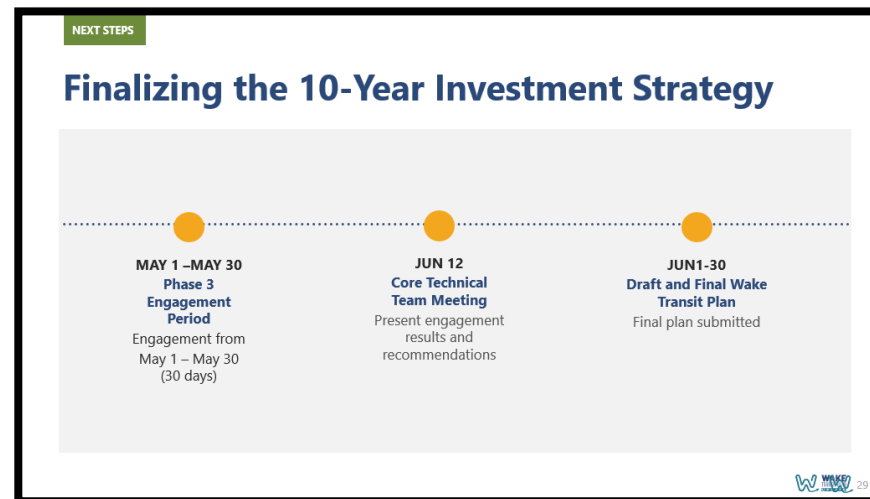 NEXT STEPS
Finalizing the 10-Year Investment Strategy
MAY 1 –MAY 30
Phase 3
Engagement
Period
Engagement from
May 1 – May 30
(30 days)
JUN 12
Core Technical
Team Meeting
Present engagement
results and
recommendations
JUN1-30
Draft and Final Wake
Transit Plan
Final plan submitted
WAKE
29